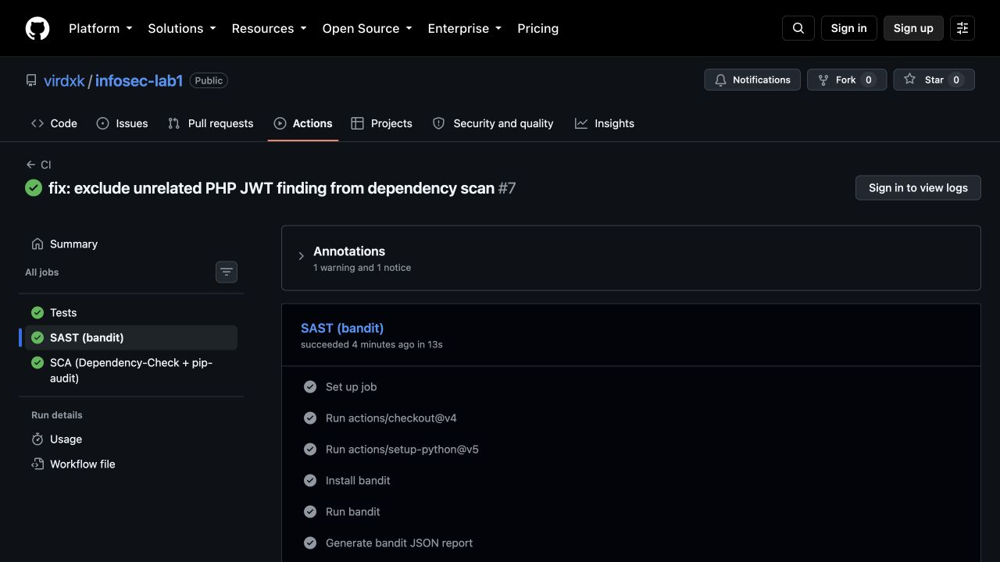 Platform Solutions Resources Open Source Enterprise Pricing Sign in Sign up
virdxk / infosec-lab1 Public Notifications Fork 0 Star 0
Code Issues Pull requests Actions Projects Security and quality Insights
CI
fix: exclude unrelated PHP JWT finding from dependency scan #7
Sign in to view logs
Summary
All jobs
Tests
SAST (bandit)
SCA (Dependency-Check + pip-
audit)
Run details
Usage
Workflow file
Annotations
1 warning and 1 notice
SAST (bandit)
succeeded 4 minutes ago in 13s
Set up job
Run actions/checkout@v4
Run actions/setup-python@v5
Install bandit
Run bandit
Generate bandit JSON report